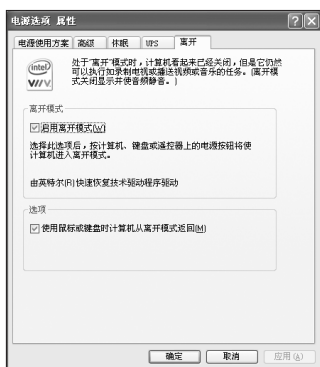 电源选项 属性
电源使用方案 高级 休眠 UPS 离开
intel
VIIV
处于“离开”模式时，计算机看起来已经关闭，但是它仍然
可以执行如录制电视或播送视频或音乐的任务。(离开模
式关闭显示并使音频静音。)
离开模式
启用离开模式(W)
选择此选项后，按计算机、键盘或遥控器上的电源按钮将使
计算机进入离开模式。
由英特尔(R)快速恢复技术驱动程序驱动
选项
使用鼠标或键盘时计算机从离开模式返回(M)
确定 取消 应用(A)